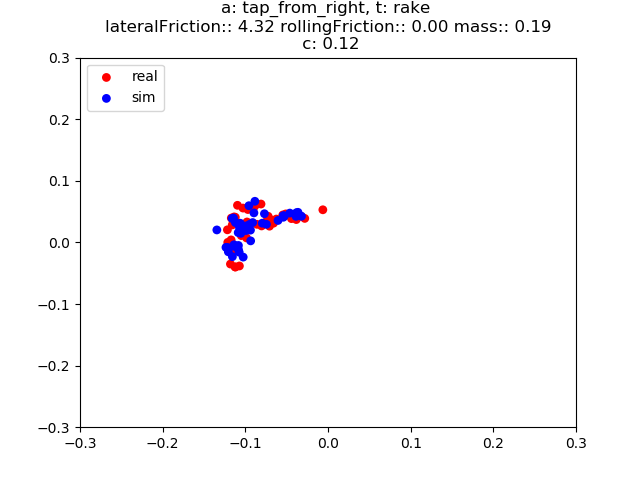 a: tap_from_right, t: rake
lateralFriction:: 4.32 rollingFriction:: 0.00 mass:: 0.19
c: 0.12
real
sim
0.3
0.2
0.1
0.0
−0.1
−0.2
−0.3
−0.3
−0.2
−0.1
0.0
0.1
0.2
0.3